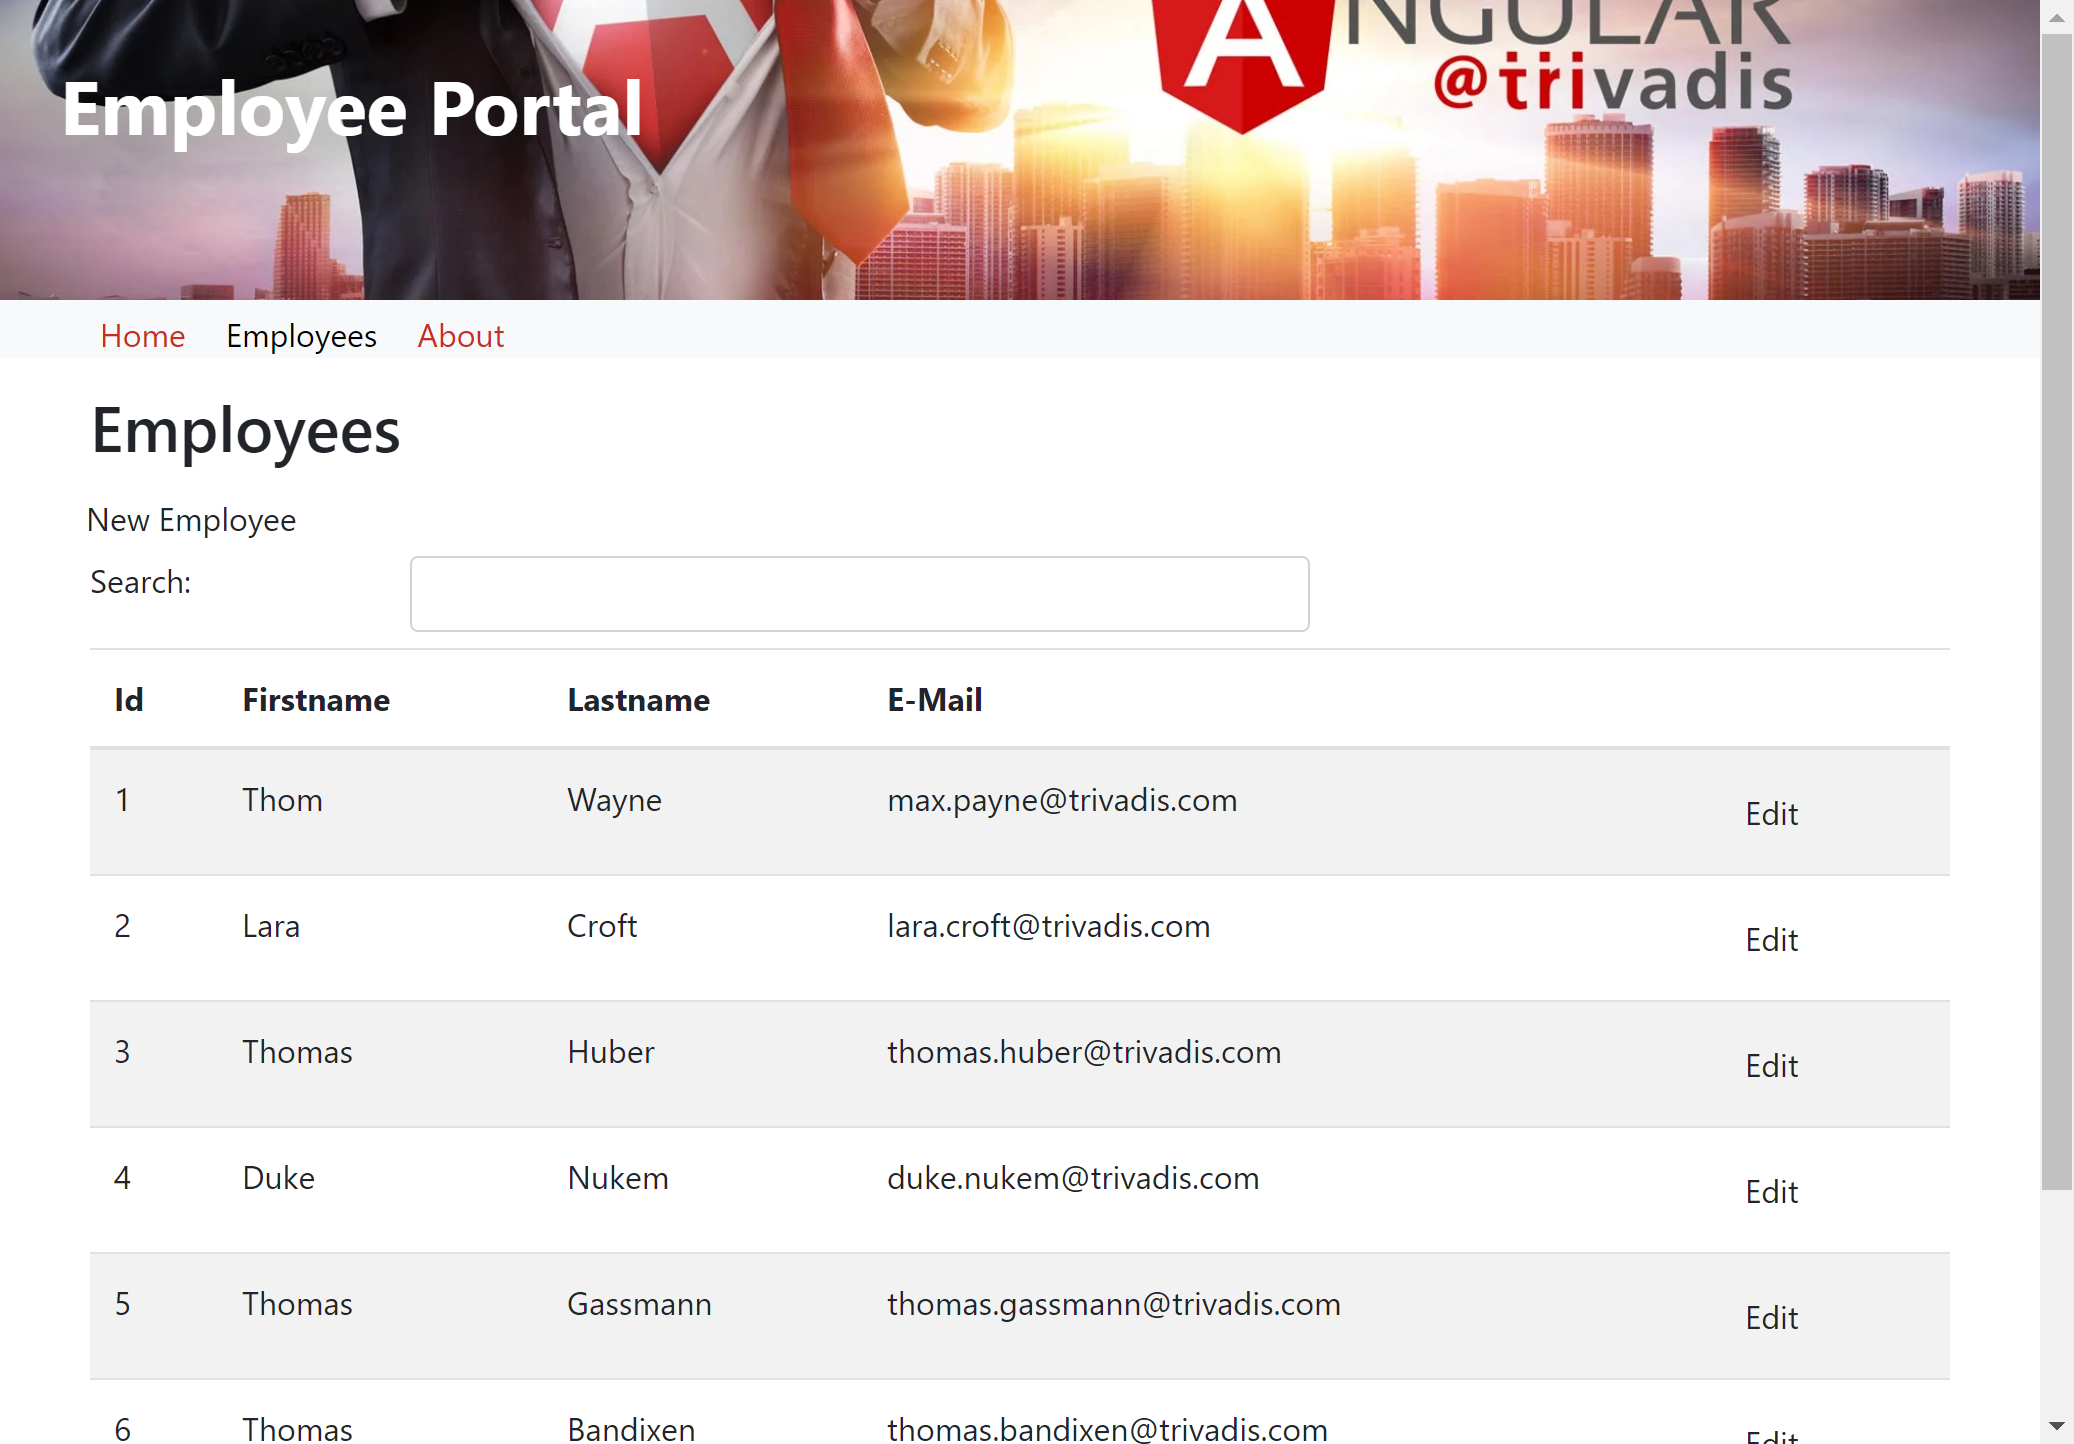 ANGULAR
@trivadis
Employee Portal
Home Employees About
Employees
New Employee
Search:
Id Firstname Lastname E-Mail
1 Thom Wayne max.payne@trivadis.com Edit
2 Lara Croft lara.croft@trivadis.com Edit
3 Thomas Huber thomas.huber@trivadis.com Edit
4 Duke Nukem duke.nukem@trivadis.com Edit
5 Thomas Gassmann thomas.gassmann@trivadis.com Edit
6 Thomas Bandixen thomas.bandixen@trivadis.com Edit